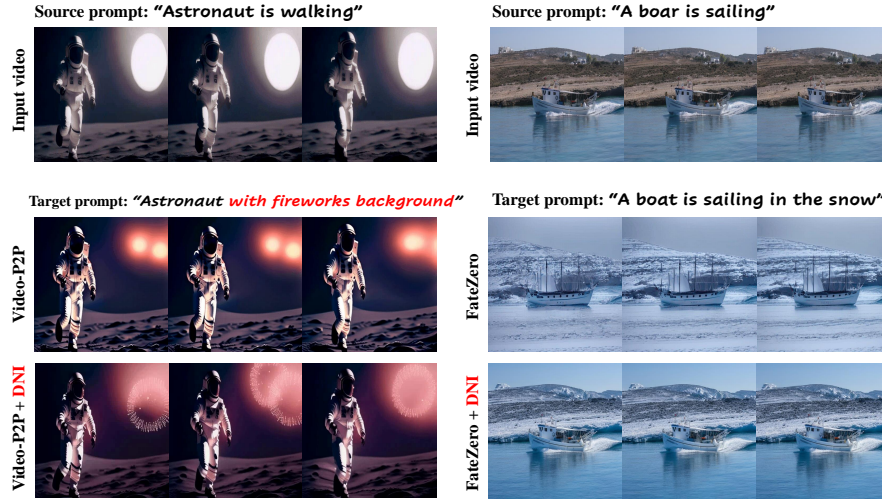 Source prompt: “Astronaut is walking”
Input video
Target prompt: “Astronaut with fireworks background”
Video-P2P
Video-P2P + DNI
Source prompt: “A boar is sailing”
Input video
Target prompt: “A boat is sailing in the snow”
FateZero
FateZero + DNI